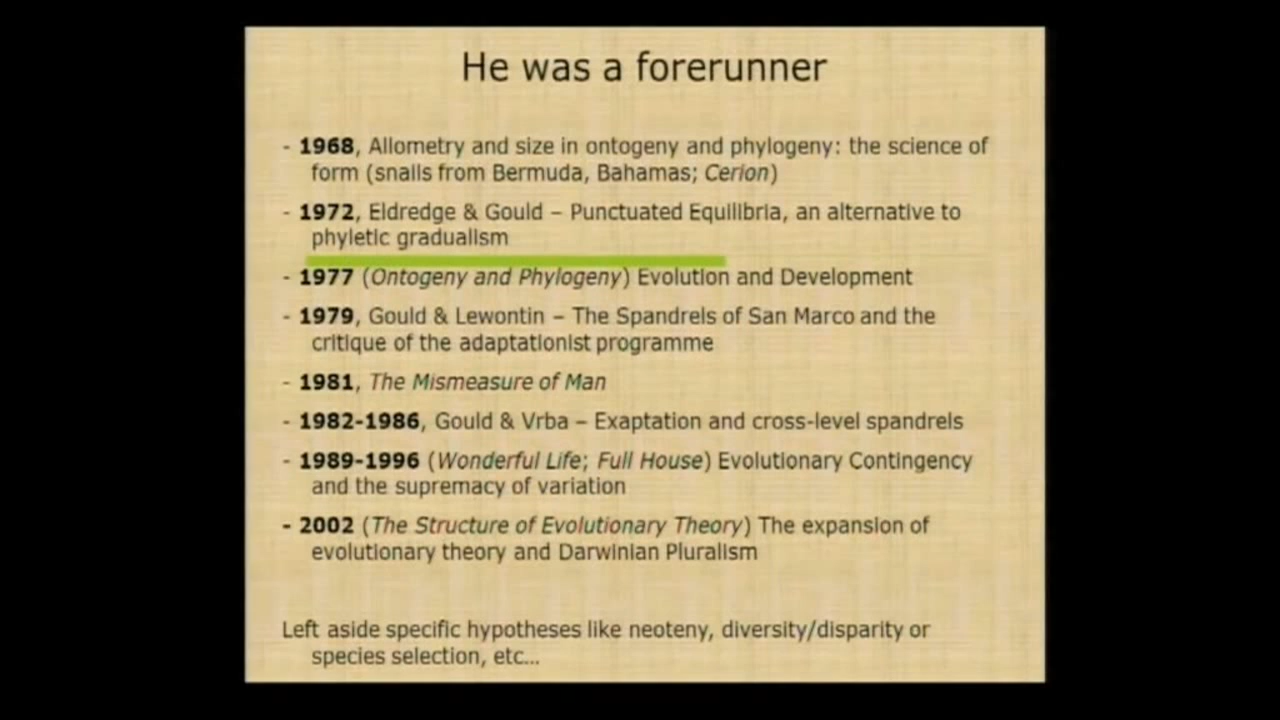 He was a forerunner
- 1968, Allometry and size in ontogeny and phylogeny: the science of
form (snails from Bermuda, Bahamas; Cerion)
- 1972, Eldredge & Gould – Punctuated Equilibria, an alternative to
phyletic gradualism
- 1977 (Ontogeny and Phylogeny) Evolution and Development
- 1979, Gould & Lewontin – The Spandrels of San Marco and the
critique of the adaptationist programme
- 1981, The Mismeasure of Man
- 1982-1986, Gould & Vrba – Exaptation and cross-level spandrels
- 1989-1996 (Wonderful Life; Full House) Evolutionary Contingency
and the supremacy of variation
- 2002 (The Structure of Evolutionary Theory) The expansion of
evolutionary theory and Darwinian Pluralism
Left aside specific hypotheses like neoteny, diversity/disparity or
species selection, etc...